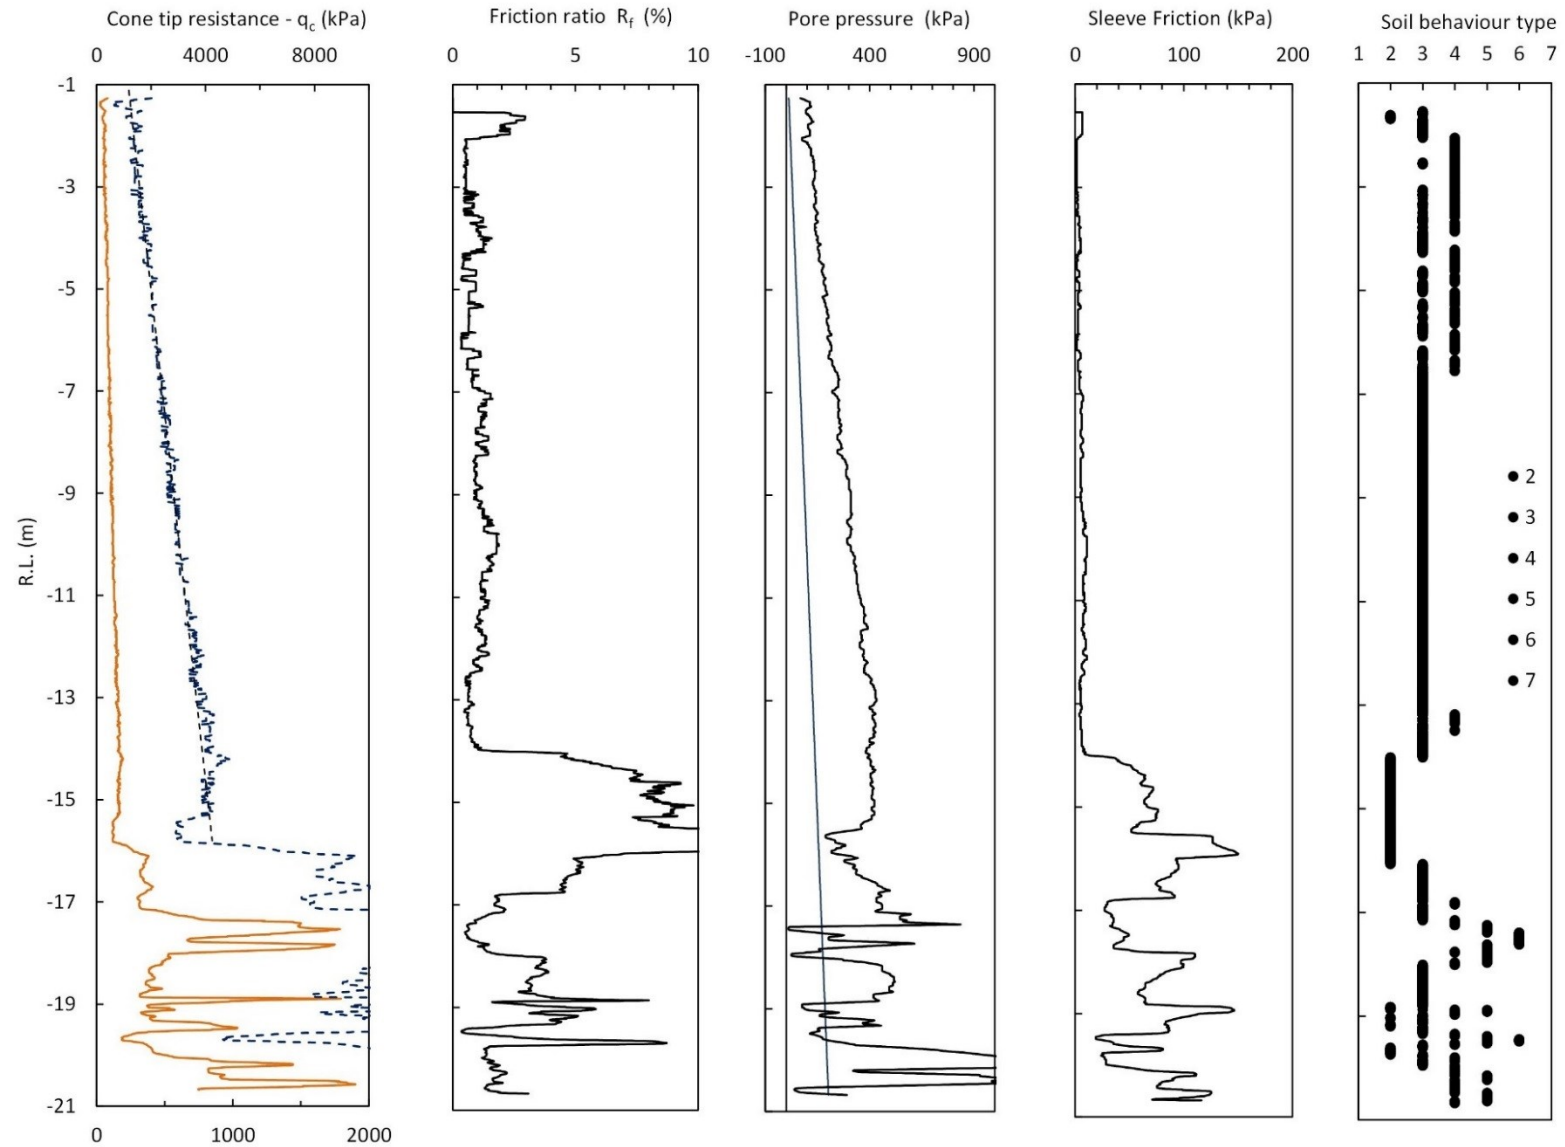 Cone tip resistance - qc (kPa)
0 4000 8000
Friction ratio Rf (%)
0 5 10
Pore pressure (kPa)
-100 400 900
Sleeve Friction (kPa)
0 100 200
Soil behaviour type
1 2 3 4 5 6 7
R.L. (m)
-1
-3
-5
-7
-9
-11
-13
-15
-17
-19
-21
0 1000 2000
2
3
4
5
6
7